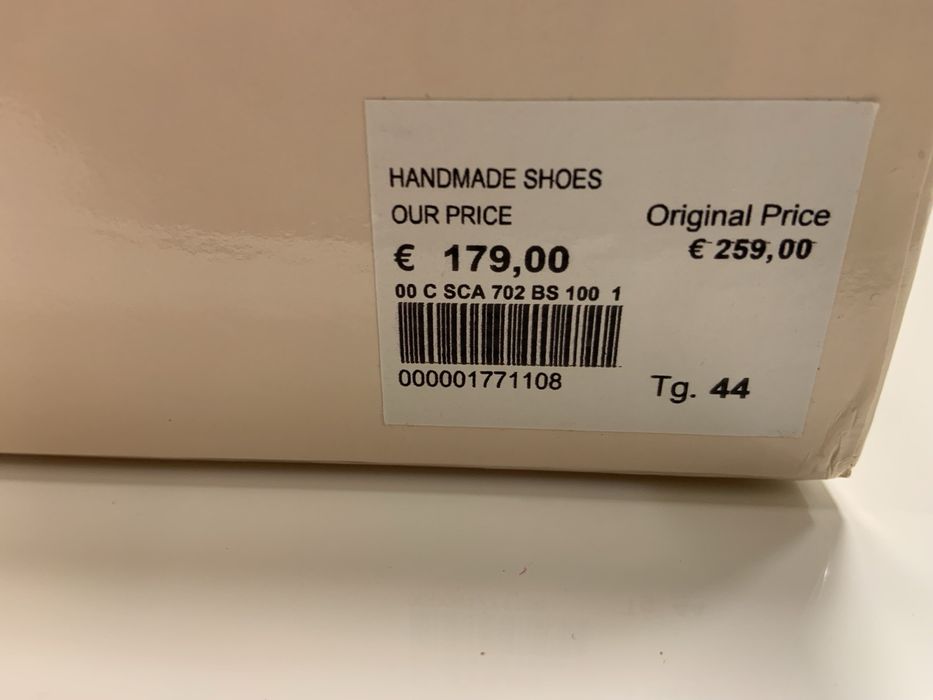 HANDMADE SHOES
OUR PRICE
€ 179,00
Original Price
€ 259,00
00 C SCA 702 BS 100 1
000001771108
Tg. 44